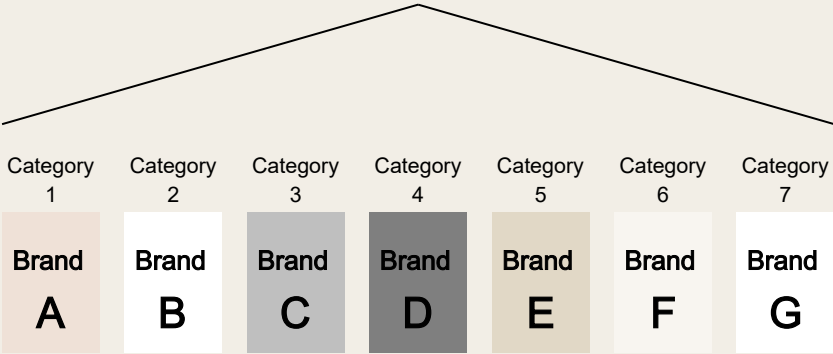 Category Category Category Category Category Category Category
1 2 3 4 5 6 7
Brand Brand Brand Brand Brand Brand Brand
A B C D E F G